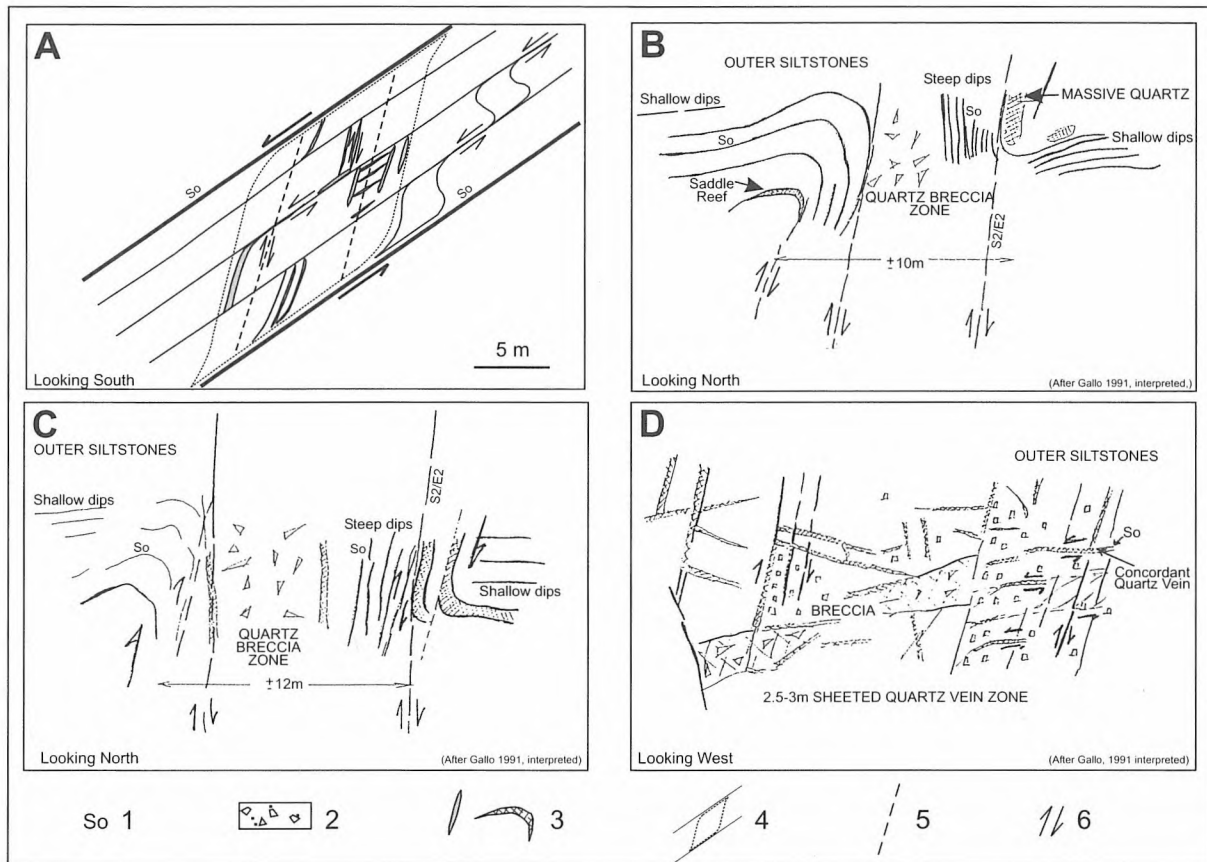 A
So
So
5 m
Looking South
B
OUTER SILTSTONES
Shallow dips
So
Saddle
Reef
Steep dips
So
MASSIVE QUARTZ
Shallow dips
QUARTZ BRECCIA
ZONE
S2/E2
±10m
Looking North
(After Gallo 1991, interpreted,)
C
OUTER SILTSTONES
Shallow dips
So
Steep dips
So
S2/E2
Shallow dips
QUARTZ
BRECCIA
ZONE
±12m
Looking North
(After Gallo 1991, interpreted)
D
OUTER SILTSTONES
So
Concordant
Quartz Vein
BRECCIA
2.5-3m SHEETED QUARTZ VEIN ZONE
Looking West
(After Gallo, 1991 interpreted)
So 1 2 3 4 5 6